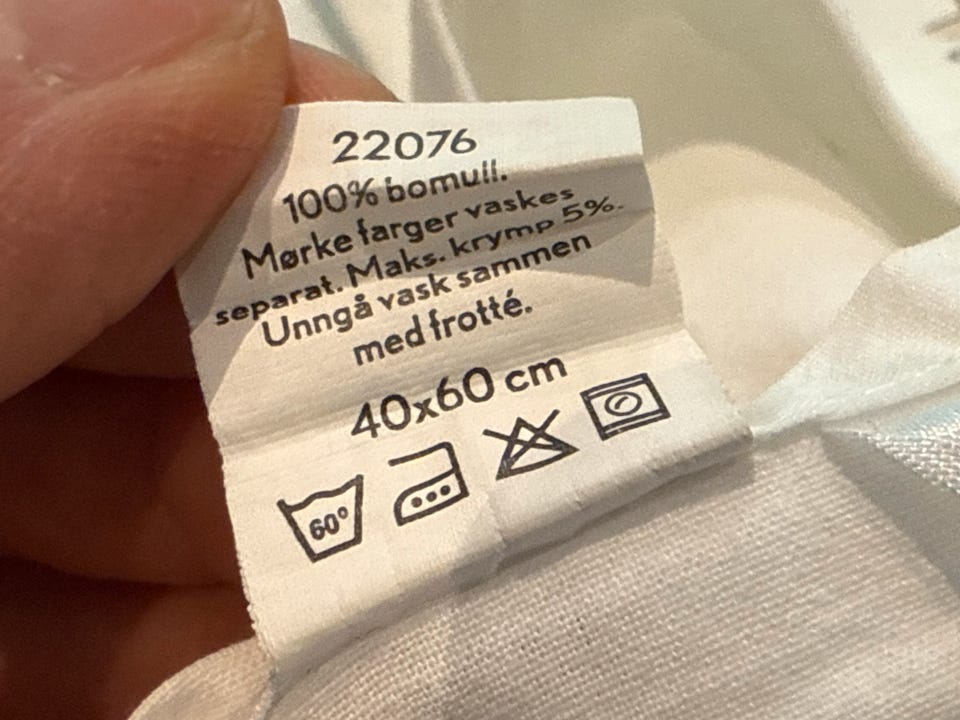 22076
100% bomull.
Mørke farger vaskes
separat. Maks. krymp 5%.
Unngå vask sammen
med frotté.
40x60 cm
60°